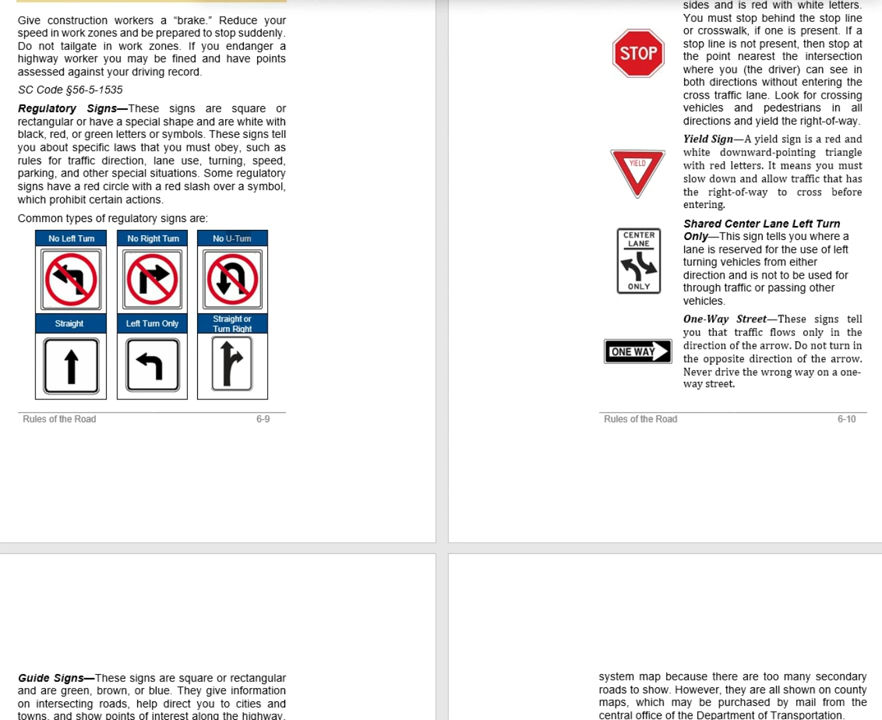 Give construction workers a “brake.” Reduce your
speed in work zones and be prepared to stop suddenly.
Do not tailgate in work zones. If you endanger a
highway worker you may be fined and have points
assessed against your driving record.
SC Code §56-5-1535
Regulatory Signs—These signs are square or
rectangular or have a special shape and are white with
black, red, or green letters or symbols. These signs tell
you about specific laws that you must obey, such as
rules for traffic direction, lane use, turning, speed,
parking, and other special situations. Some regulatory
signs have a red circle with a red slash over a symbol,
which prohibit certain actions.
Common types of regulatory signs are:
No Left Turn
No Right Turn
No U-Turn
Straight
Left Turn Only
Straight or
Turn Right
Rules of the Road
6-9
sides and is red with white letters.
You must stop behind the stop line
or crosswalk, if one is present. If a
stop line is not present, then stop at
the point nearest the intersection
where you (the driver) can see in
both directions without entering the
cross traffic lane. Look for crossing
vehicles and pedestrians in all
directions and yield the right-of-way.
STOP
Yield Sign—A yield sign is a red and
white downward-pointing triangle
with red letters. It means you must
slow down and allow traffic that has
the right-of-way to cross before
entering.
YIELD
Shared Center Lane Left Turn
Only—This sign tells you where a
lane is reserved for the use of left
turning vehicles from either
direction and is not to be used for
through traffic or passing other
vehicles.
CENTER
LANE
ONLY
One-Way Street—These signs tell
you that traffic flows only in the
direction of the arrow. Do not turn in
the opposite direction of the arrow.
Never drive the wrong way on a one-
way street.
ONE WAY
Rules of the Road
6-10
Guide Signs—These signs are square or rectangular
and are green, brown, or blue. They give information
on intersecting roads, help direct you to cities and
towns, and show points of interest along the highway.
system map because there are too many secondary
roads to show. However, they are all shown on county
maps, which may be purchased by mail from the
central office of the Department of Transportation.